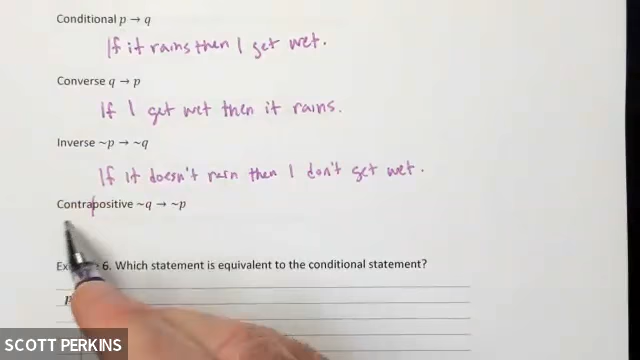 Conditional p → q
If it rains then I get wet.
Converse q → p
If I get wet then it rains.
Inverse ~p → ~q
If it doesn't rain then I don't get wet.
Contrapositive ~q → ~p
6. Which statement is equivalent to the conditional statement?
p
SCOTT PERKINS